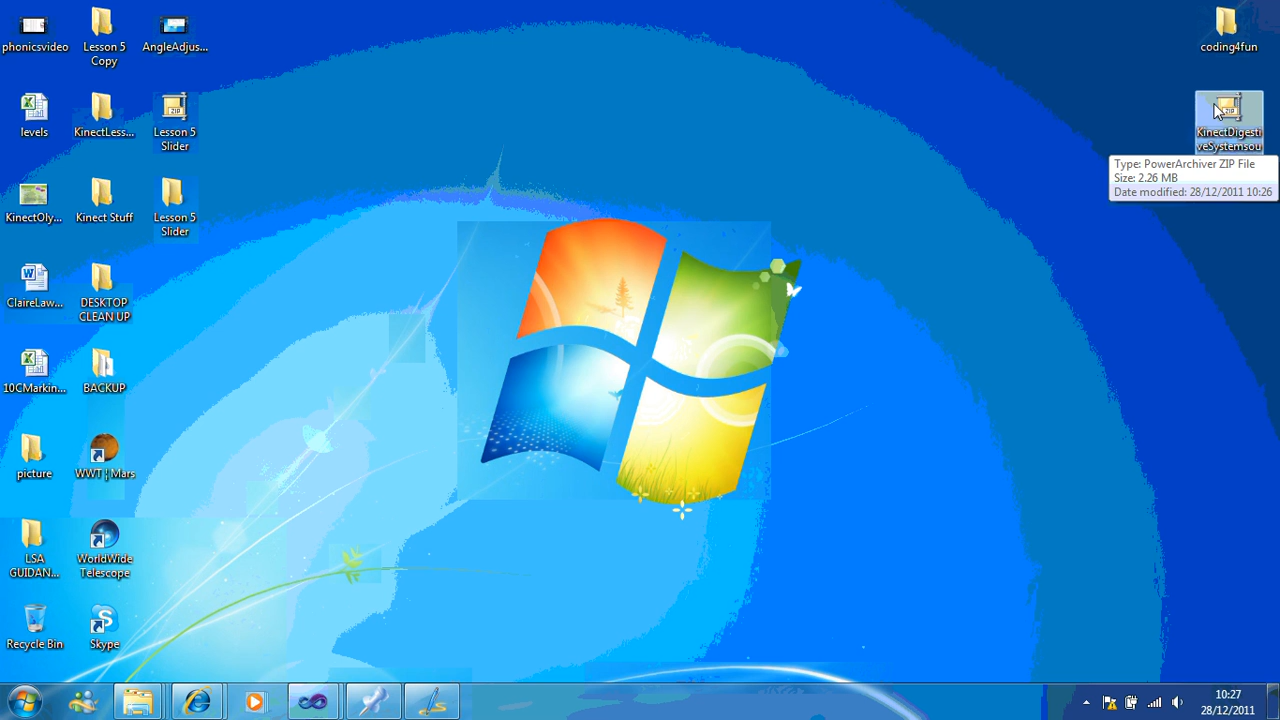 phonicsvideo
Lesson 5
Copy
AngleAdjus...
coding4fun
levels
KinectLess...
ZIP
Lesson 5
Slider
ZIP
KinectDigesti
veSystemsou
Type: PowerArchiver ZIP File
Size: 2.26 MB
Date modified: 28/12/2011 10:26
KinectOly...
Kinect Stuff
Lesson 5
Slider
ClaireLaw...
DESKTOP
CLEAN UP
10CMarkin...
BACKUP
picture
WWT ¦ Mars
LSA
GUIDAN...
WorldWide
Telescope
Recycle Bin
Skype
10:27
28/12/2011